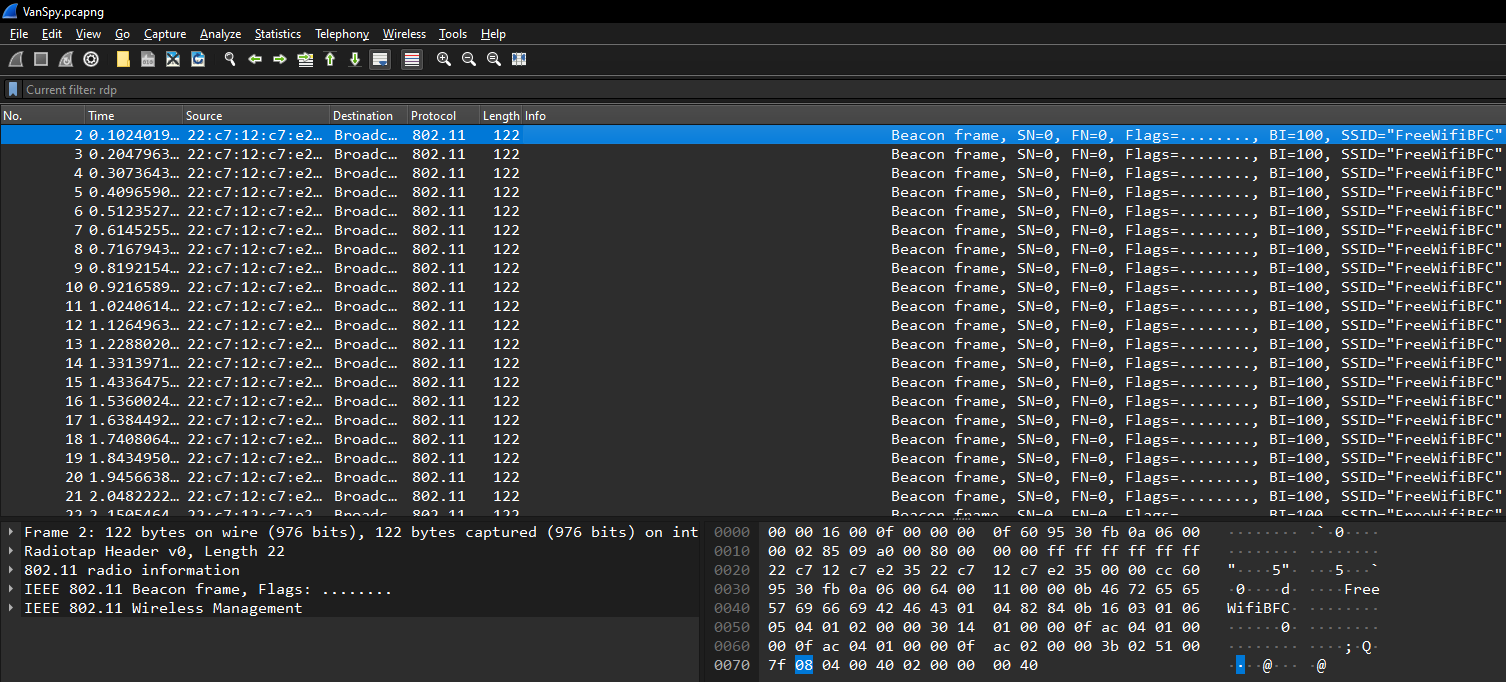 VanSpy.pcapng
File Edit View Go Capture Analyze Statistics Telephony Wireless Tools Help
Current filter: rdp
No. Time Source Destination Protocol Length Info
2 0.1024019… 22:c7:12:c7:e2… Broadc… 802.11 122 Beacon frame, SN=0, FN=0, Flags=........, BI=100, SSID="FreeWifiBFC"
3 0.2047963… 22:c7:12:c7:e2… Broadc… 802.11 122 Beacon frame, SN=0, FN=0, Flags=........, BI=100, SSID="FreeWifiBFC"
4 0.3073643… 22:c7:12:c7:e2… Broadc… 802.11 122 Beacon frame, SN=0, FN=0, Flags=........, BI=100, SSID="FreeWifiBFC"
5 0.4096590… 22:c7:12:c7:e2… Broadc… 802.11 122 Beacon frame, SN=0, FN=0, Flags=........, BI=100, SSID="FreeWifiBFC"
6 0.5123527… 22:c7:12:c7:e2… Broadc… 802.11 122 Beacon frame, SN=0, FN=0, Flags=........, BI=100, SSID="FreeWifiBFC"
7 0.6145255… 22:c7:12:c7:e2… Broadc… 802.11 122 Beacon frame, SN=0, FN=0, Flags=........, BI=100, SSID="FreeWifiBFC"
8 0.7167943… 22:c7:12:c7:e2… Broadc… 802.11 122 Beacon frame, SN=0, FN=0, Flags=........, BI=100, SSID="FreeWifiBFC"
9 0.8192154… 22:c7:12:c7:e2… Broadc… 802.11 122 Beacon frame, SN=0, FN=0, Flags=........, BI=100, SSID="FreeWifiBFC"
10 0.9216589… 22:c7:12:c7:e2… Broadc… 802.11 122 Beacon frame, SN=0, FN=0, Flags=........, BI=100, SSID="FreeWifiBFC"
11 1.0240614… 22:c7:12:c7:e2… Broadc… 802.11 122 Beacon frame, SN=0, FN=0, Flags=........, BI=100, SSID="FreeWifiBFC"
12 1.1264963… 22:c7:12:c7:e2… Broadc… 802.11 122 Beacon frame, SN=0, FN=0, Flags=........, BI=100, SSID="FreeWifiBFC"
13 1.2288020… 22:c7:12:c7:e2… Broadc… 802.11 122 Beacon frame, SN=0, FN=0, Flags=........, BI=100, SSID="FreeWifiBFC"
14 1.3313971… 22:c7:12:c7:e2… Broadc… 802.11 122 Beacon frame, SN=0, FN=0, Flags=........, BI=100, SSID="FreeWifiBFC"
15 1.4336475… 22:c7:12:c7:e2… Broadc… 802.11 122 Beacon frame, SN=0, FN=0, Flags=........, BI=100, SSID="FreeWifiBFC"
16 1.5360024… 22:c7:12:c7:e2… Broadc… 802.11 122 Beacon frame, SN=0, FN=0, Flags=........, BI=100, SSID="FreeWifiBFC"
17 1.6384492… 22:c7:12:c7:e2… Broadc… 802.11 122 Beacon frame, SN=0, FN=0, Flags=........, BI=100, SSID="FreeWifiBFC"
18 1.7408064… 22:c7:12:c7:e2… Broadc… 802.11 122 Beacon frame, SN=0, FN=0, Flags=........, BI=100, SSID="FreeWifiBFC"
19 1.8434950… 22:c7:12:c7:e2… Broadc… 802.11 122 Beacon frame, SN=0, FN=0, Flags=........, BI=100, SSID="FreeWifiBFC"
20 1.9456638… 22:c7:12:c7:e2… Broadc… 802.11 122 Beacon frame, SN=0, FN=0, Flags=........, BI=100, SSID="FreeWifiBFC"
21 2.0482222… 22:c7:12:c7:e2… Broadc… 802.11 122 Beacon frame, SN=0, FN=0, Flags=........, BI=100, SSID="FreeWifiBFC"
Frame 2: 122 bytes on wire (976 bits), 122 bytes captured (976 bits) on int
Radiotap Header v0, Length 22
802.11 radio information
IEEE 802.11 Beacon frame, Flags: ........
IEEE 802.11 Wireless Management
0000 00 00 16 00 0f 00 00 00 0f 60 95 30 fb 0a 06 00 ········ ·`·0····
0010 00 02 85 09 a0 00 80 00 00 00 ff ff ff ff ff ff ········ ········
0020 22 c7 12 c7 e2 35 22 c7 12 c7 e2 35 00 00 cc 60 "····5"· ···5···`
0030 95 30 fb 0a 06 00 64 00 11 00 00 0b 46 72 65 65 ·0····d· ····Free
0040 57 69 66 69 42 46 43 01 04 82 84 0b 16 03 01 06 WifiBFC· ········
0050 05 04 01 02 00 00 30 14 01 00 00 0f ac 04 01 00 ······0· ········
0060 00 0f ac 04 01 00 00 0f ac 02 00 00 3b 02 51 00 ········ ····;·Q·
0070 7f 08 04 00 40 02 00 00 00 40 ····@··· ·@